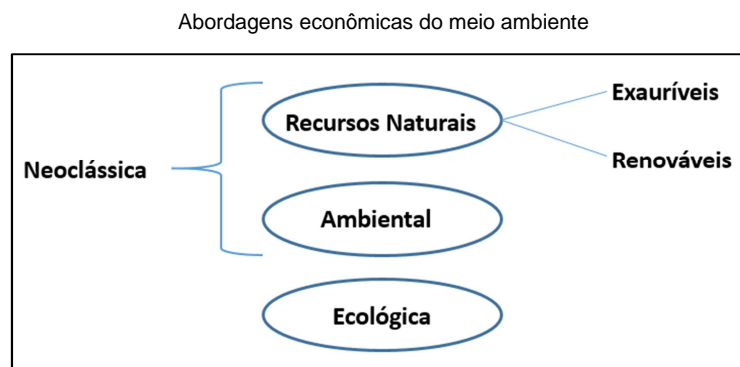 Abordagens econômicas do meio ambiente
Exauríveis
Recursos Naturais
Renováveis
Neoclássica
Ambiental
Ecológica